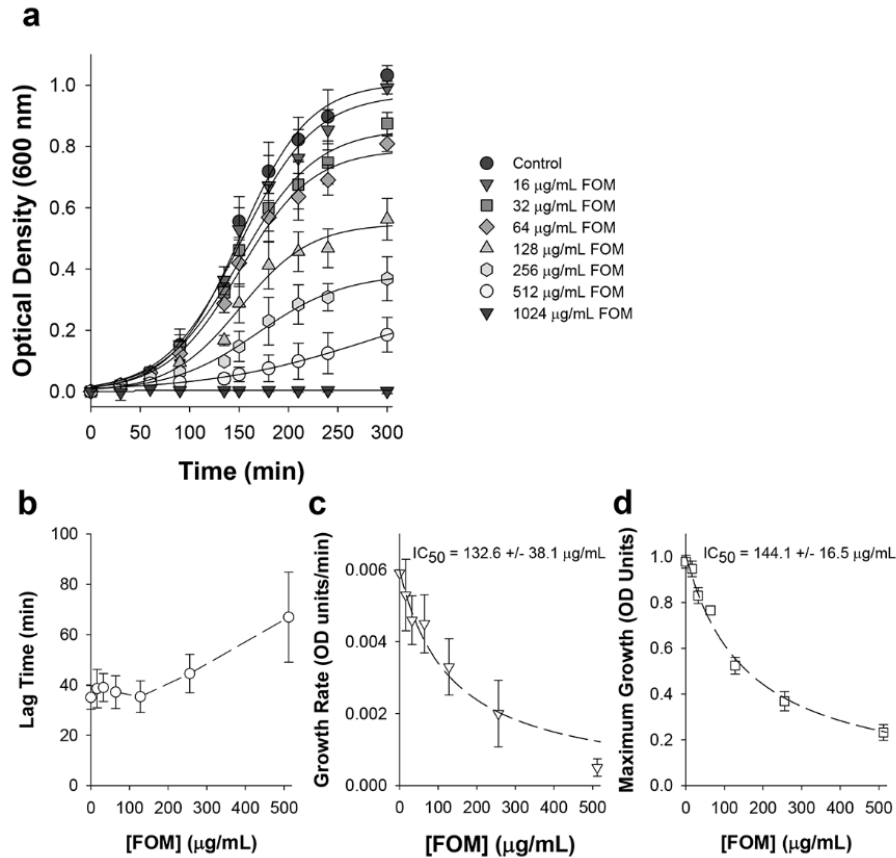 a
Optical Density (600 nm)
1.0
0.8
0.6
0.4
0.2
0.0
0 50 100 150 200 250 300
Time (min)
Control
16 µg/mL FOM
32 µg/mL FOM
64 µg/mL FOM
128 µg/mL FOM
256 µg/mL FOM
512 µg/mL FOM
1024 µg/mL FOM
b
Lag Time (min)
100
80
60
40
20
0
0 100 200 300 400 500
[FOM] (µg/mL)
c
Growth Rate (OD units/min)
IC50 = 132.6 +/- 38.1 µg/mL
0.006
0.004
0.002
0.000
0 100 200 300 400 500
[FOM] (µg/mL)
d
Maximum Growth (OD Units)
IC50 = 144.1 +/- 16.5 µg/mL
1.0
0.8
0.6
0.4
0.2
0 100 200 300 400 500
[FOM] (µg/mL)